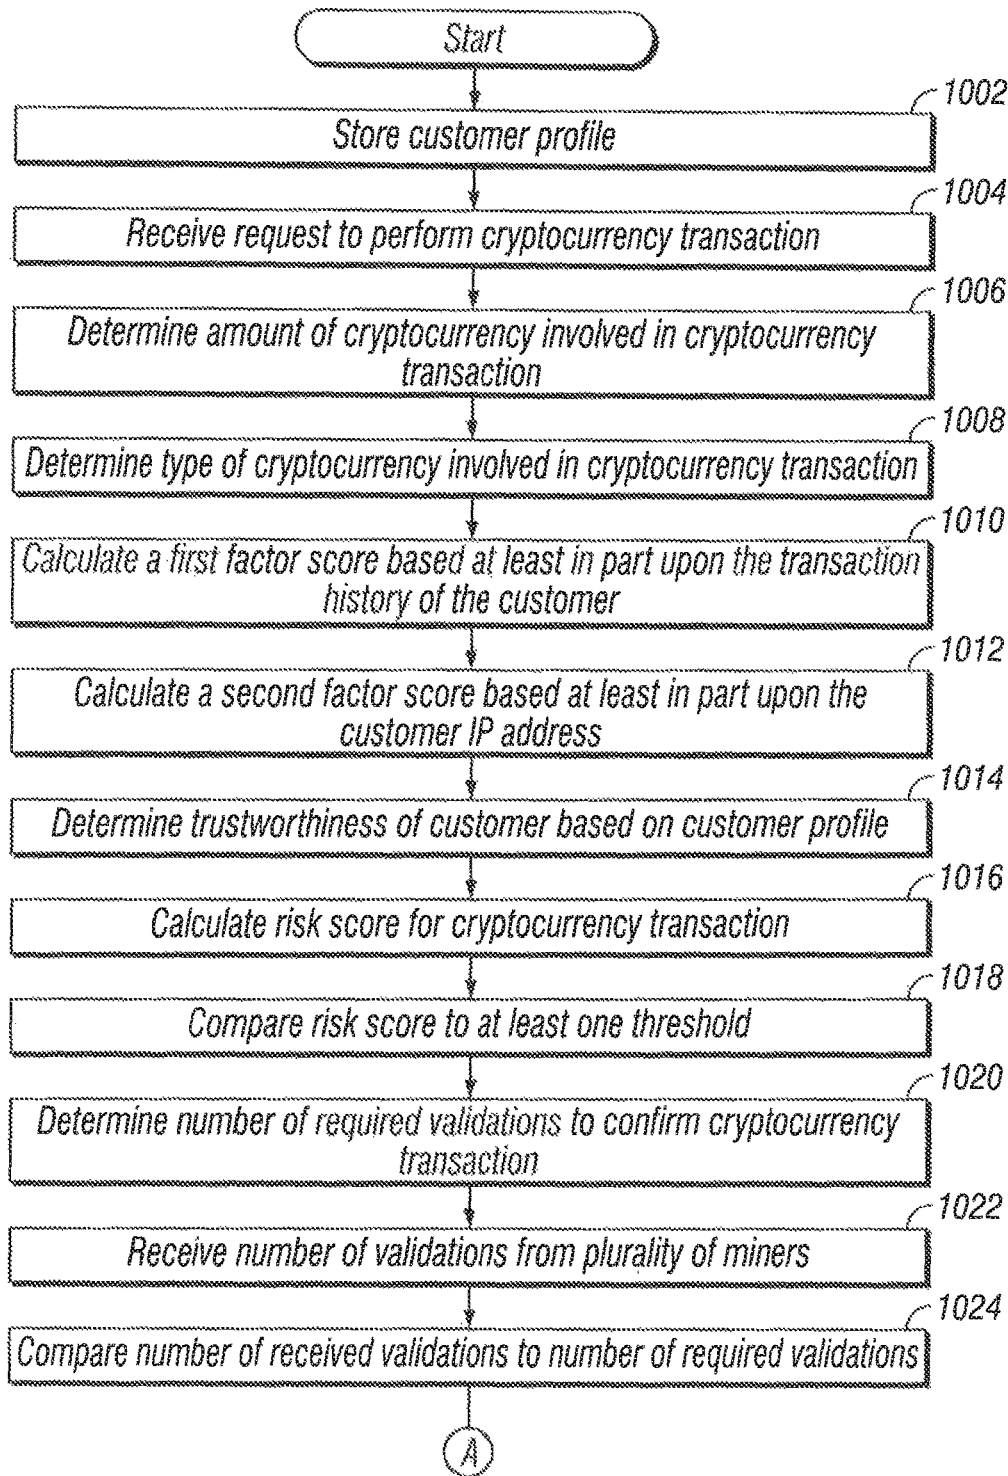 Start
1002
Store customer profile
1004
Receive request to perform cryptocurrency transaction
1006
Determine amount of cryptocurrency involved in cryptocurrency
transaction
1008
Determine type of cryptocurrency involved in cryptocurrency transaction
1010
Calculate a first factor score based at least in part upon the transaction
history of the customer
1012
Calculate a second factor score based at least in part upon the
customer IP address
1014
Determine trustworthiness of customer based on customer profile
1016
Calculate risk score for cryptocurrency transaction
1018
Compare risk score to at least one threshold
1020
Determine number of required validations to confirm cryptocurrency
transaction
1022
Receive number of validations from plurality of miners
1024
Compare number of received validations to number of required validations
A